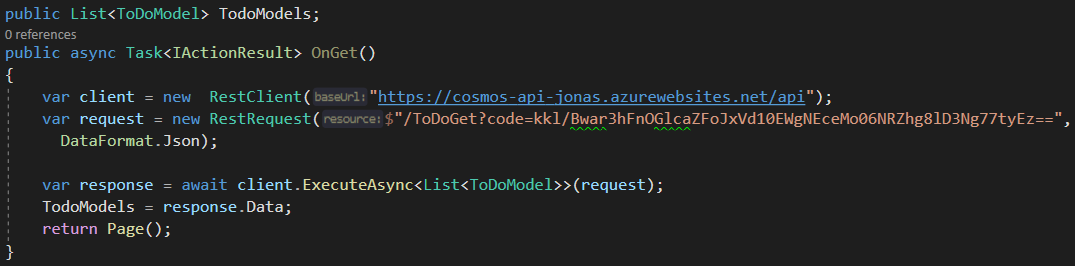 public List<ToDoModel> TodoModels;
0 references
public async Task<IActionResult> OnGet()
{
var client = new  RestClient(baseUrl:"https://cosmos-api-jonas.azurewebsites.net/api");
var request = new RestRequest(resource:$"/ToDoGet?code=kkl/Bwar3hFnOGlcaZFoJxVd10EWgNEceMo06NRZhg8lD3Ng77tyEz==",
DataFormat.Json);
var response = await client.ExecuteAsync<List<ToDoModel>>(request);
TodoModels = response.Data;
return Page();
}